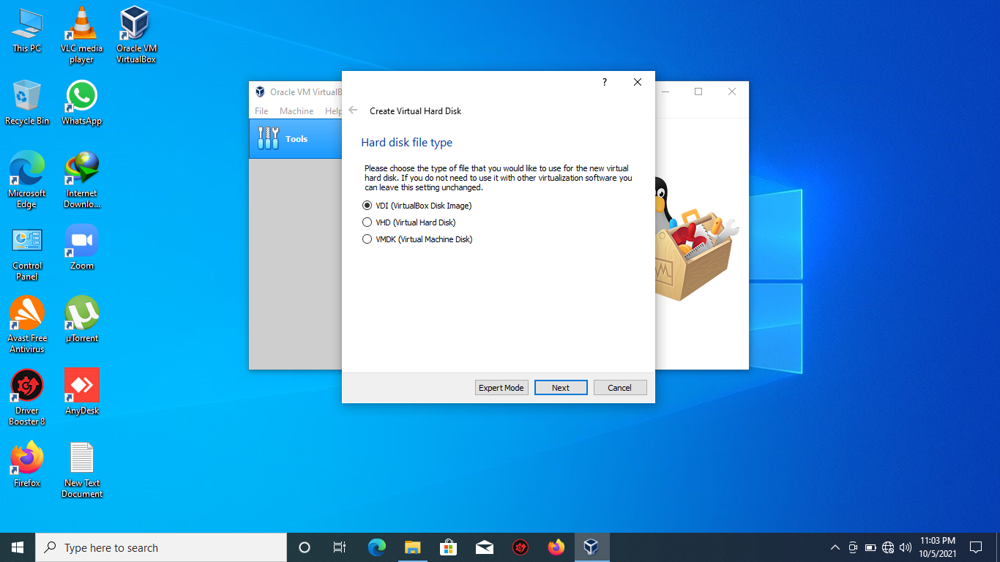 This PC
VLC media
player
Oracle VM
VirtualBox
Recycle Bin
WhatsApp
Microsoft
Edge
Internet
Downlo...
Control
Panel
Zoom
Avast Free
Antivirus
µTorrent
Driver
Booster 8
AnyDesk
Firefox
New Text
Document
Oracle VM VirtualB
File Machine Help
Tools
?
Create Virtual Hard Disk
Hard disk file type
Please choose the type of file that you would like to use for the new virtual
hard disk. If you do not need to use it with other virtualization software you
can leave this setting unchanged.
VDI (VirtualBox Disk Image)
VHD (Virtual Hard Disk)
VMDK (Virtual Machine Disk)
Expert Mode Next Cancel
Type here to search
11:03 PM
10/5/2021